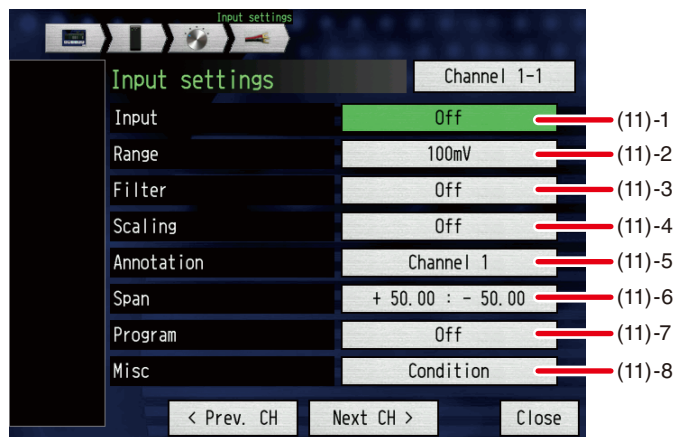 Input settings
Input settings Channel 1-1
Input Off (11)-1
Range 100mV (11)-2
Filter Off (11)-3
Scaling Off (11)-4
Annotation Channel 1 (11)-5
Span + 50.00 : - 50.00 (11)-6
Program Off (11)-7
Misc Condition (11)-8
< Prev. CH Next CH > Close